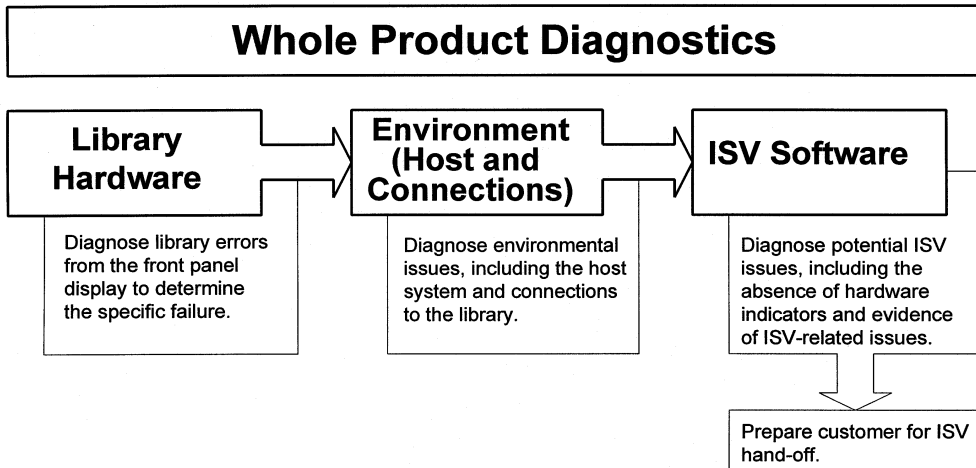 Whole Product Diagnostics
Library
Hardware
Environment
(Host and
Connections)
ISV Software
Diagnose library errors
from the front panel
display to determine
the specific failure.
Diagnose environmental
issues, including the host
system and connections
to the library.
Diagnose potential ISV
issues, including the
absence of hardware
indicators and evidence
of ISV-related issues.
Prepare customer for ISV
hand-off.